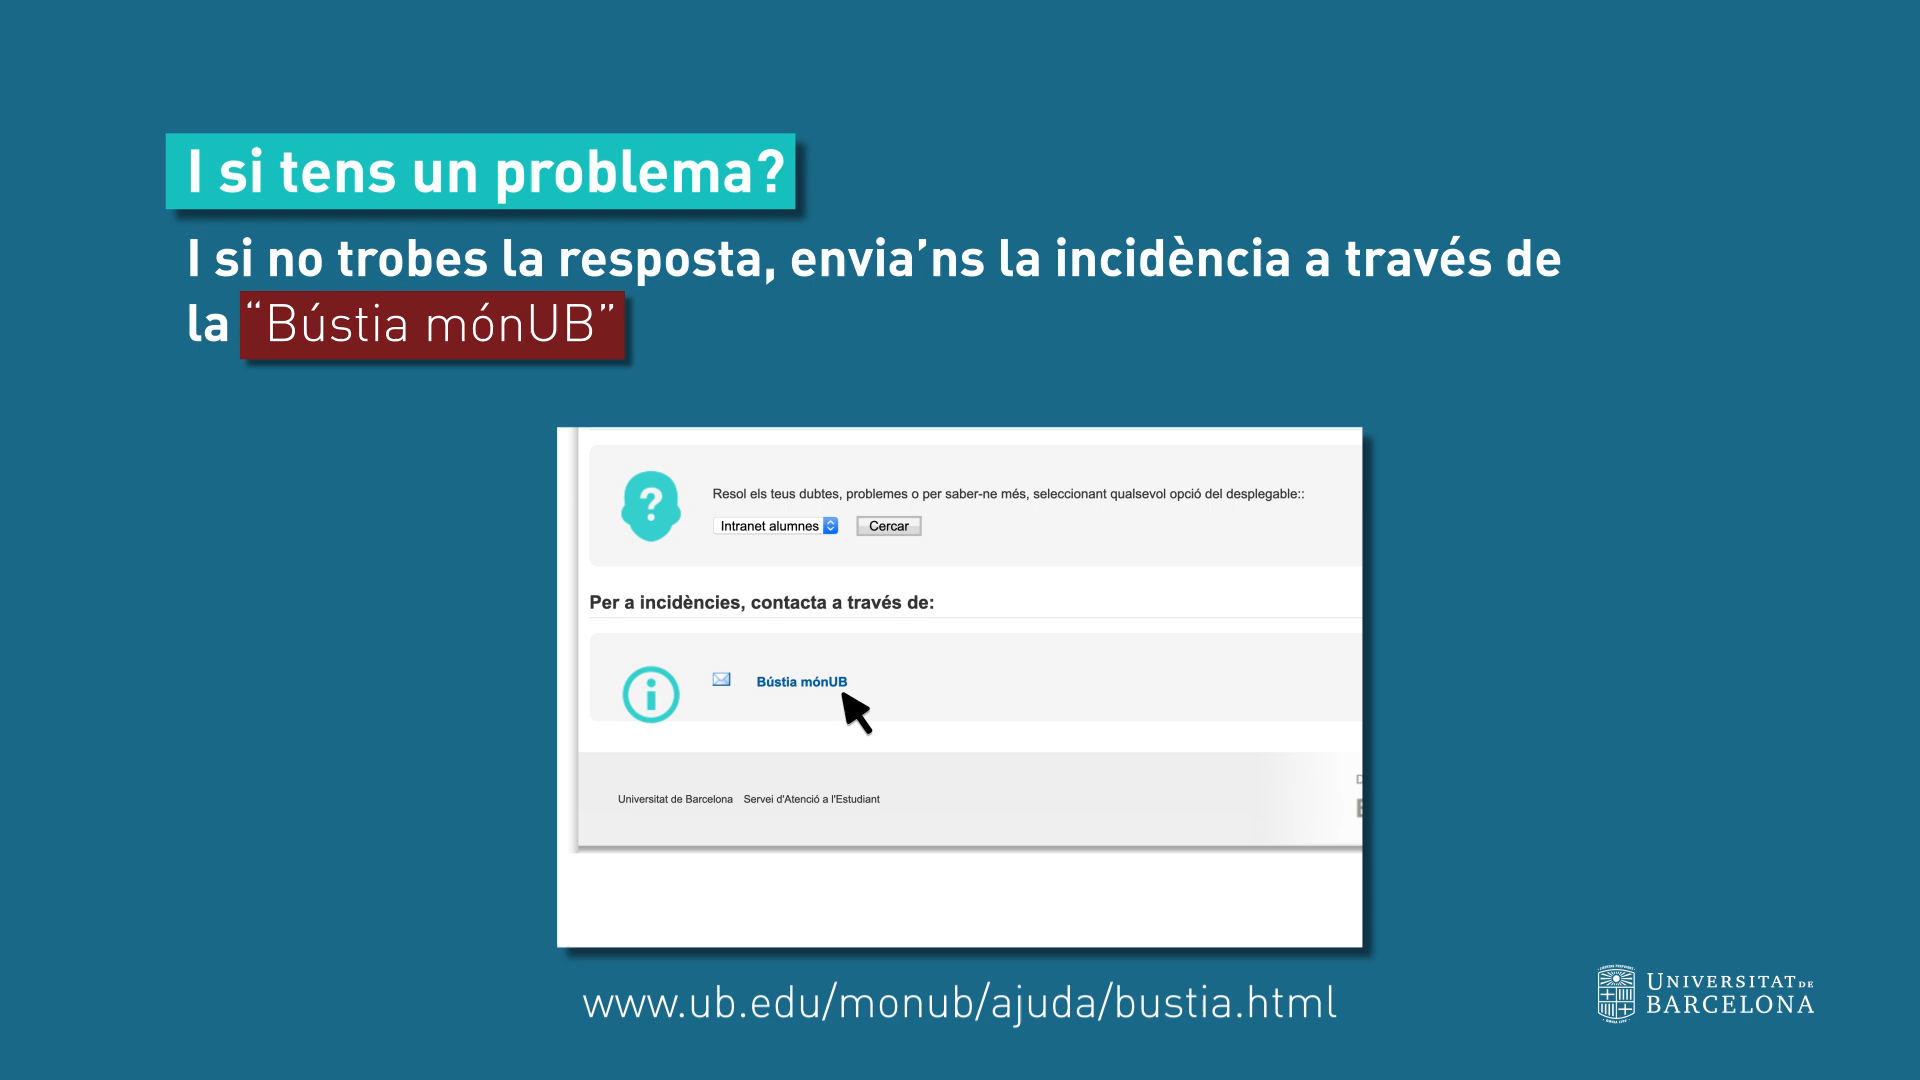 I si tens un problema?
I si no trobes la resposta, envia’ns la incidència a través de
la “Bústia mónUB”
Resol els teus dubtes, problemes o per saber-ne més, seleccionant qualsevol opció del desplegable::
Intranet alumnes Cercar
Per a incidències, contacta a través de:
Bústia mónUB
Universitat de Barcelona Servei d'Atenció a l'Estudiant
www.ub.edu/monub/ajuda/bustia.html
UNIVERSITAT DE
BARCELONA